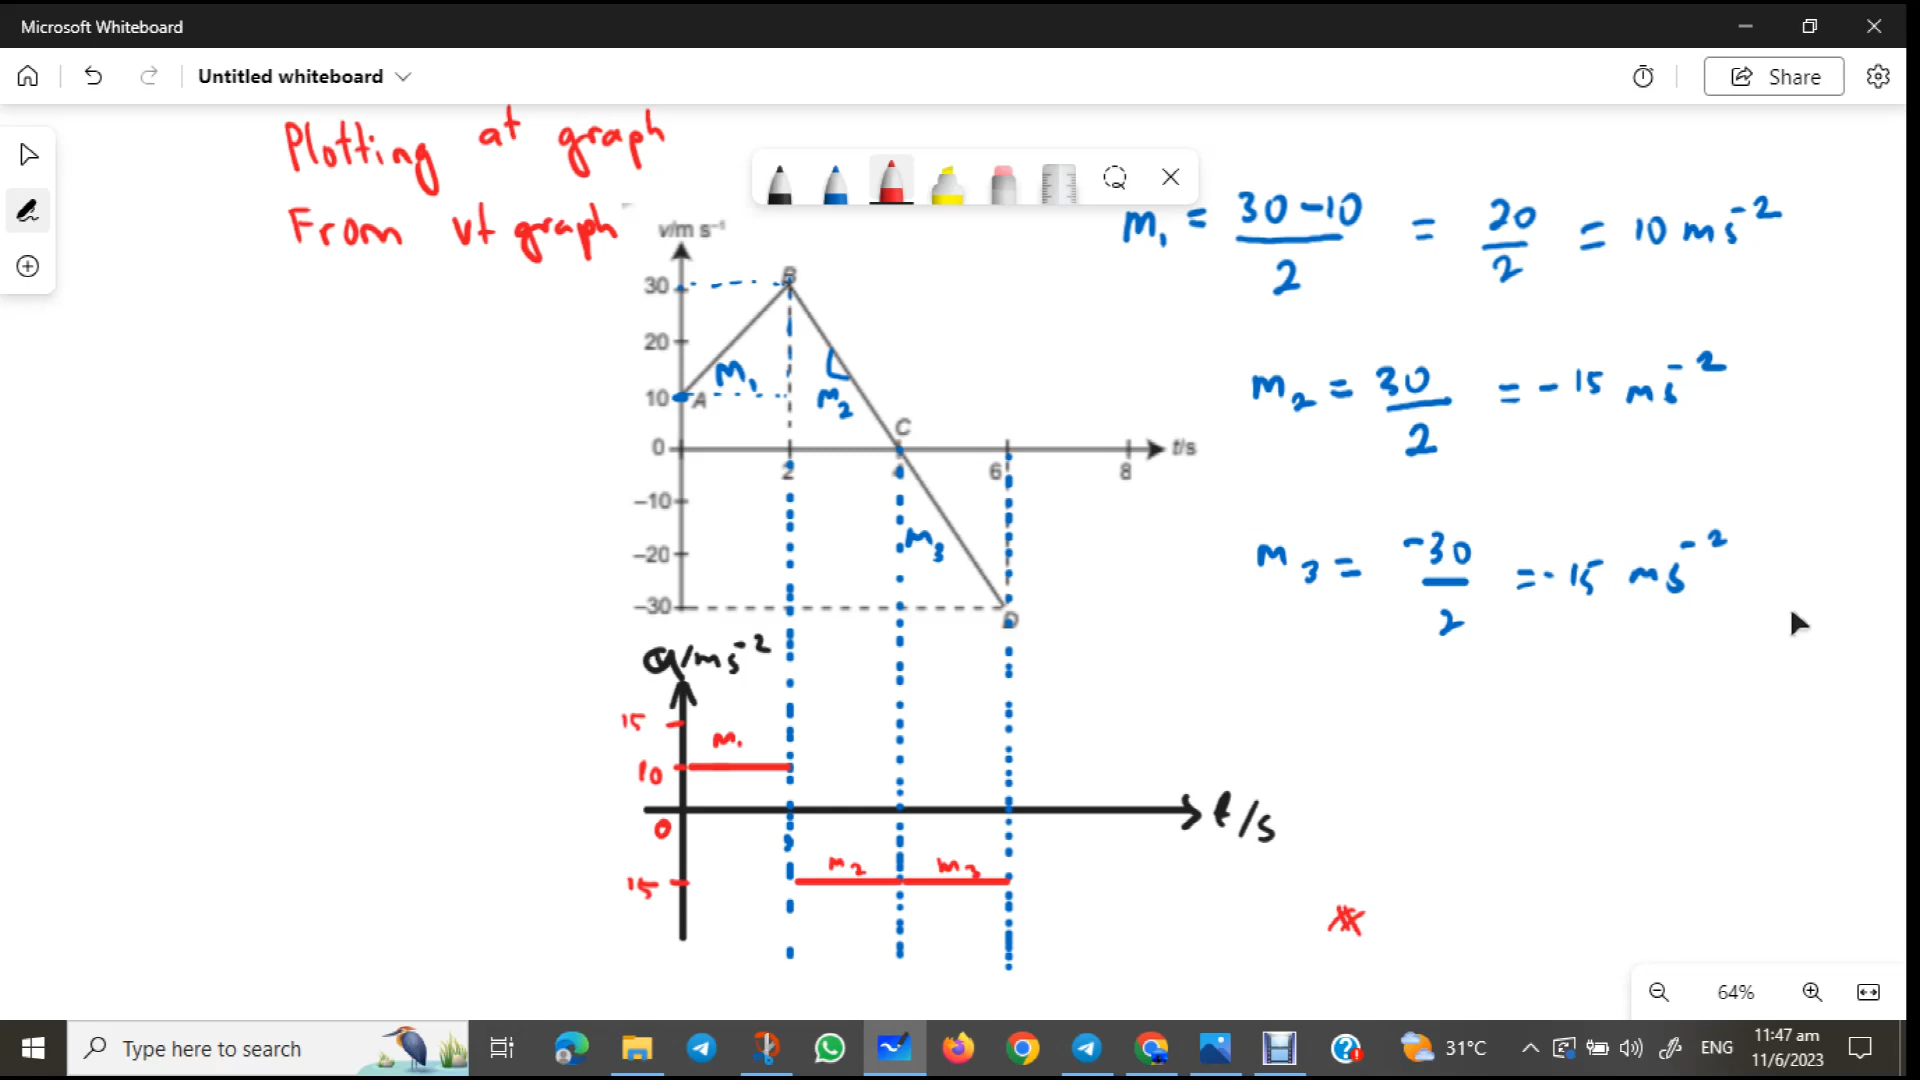 Microsoft Whiteboard
Untitled whiteboard
Share
Plotting at graph
From vt graph
v/m s⁻¹
30
20
10
0
-10
-20
-30
A
B
C
D
2
4
6
8
t/s
M₁
M₂
M₃
M₁ = 30-10 / 2 = 20 / 2 = 10 ms⁻²
M₂ = 30 / 2 = -15 ms⁻²
M₃ = -30 / 2 = -15 ms⁻²
a/ms⁻²
15
10
0
15
M₁
M₂
M₃
t/s
64%
Type here to search
31°C
ENG
11:47 am
11/6/2023